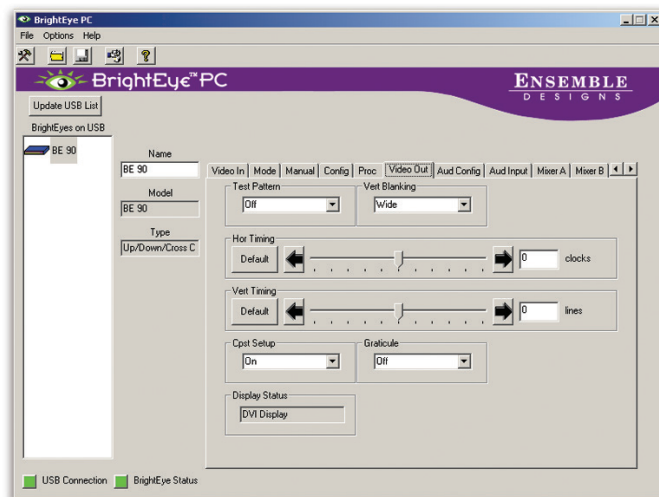 BrightEye PC
File Options Help
BrightEye™ PC
ENSEMBLE
DESIGNS
Update USB List
BrightEyes on USB
BE 90
Name
BE 90
Model
BE 90
Type
Up/Down/Cross C
Video In Mode Manual Config Proc Video Out Aud Config Aud Input Mixer A Mixer B
Test Pattern
Off
Vert Blanking
Wide
Hor Timing
Default
0
clocks
Vert Timing
Default
0
lines
Cpst Setup
On
Graticule
Off
Display Status
DVI Display
USB Connection
BrightEye Status